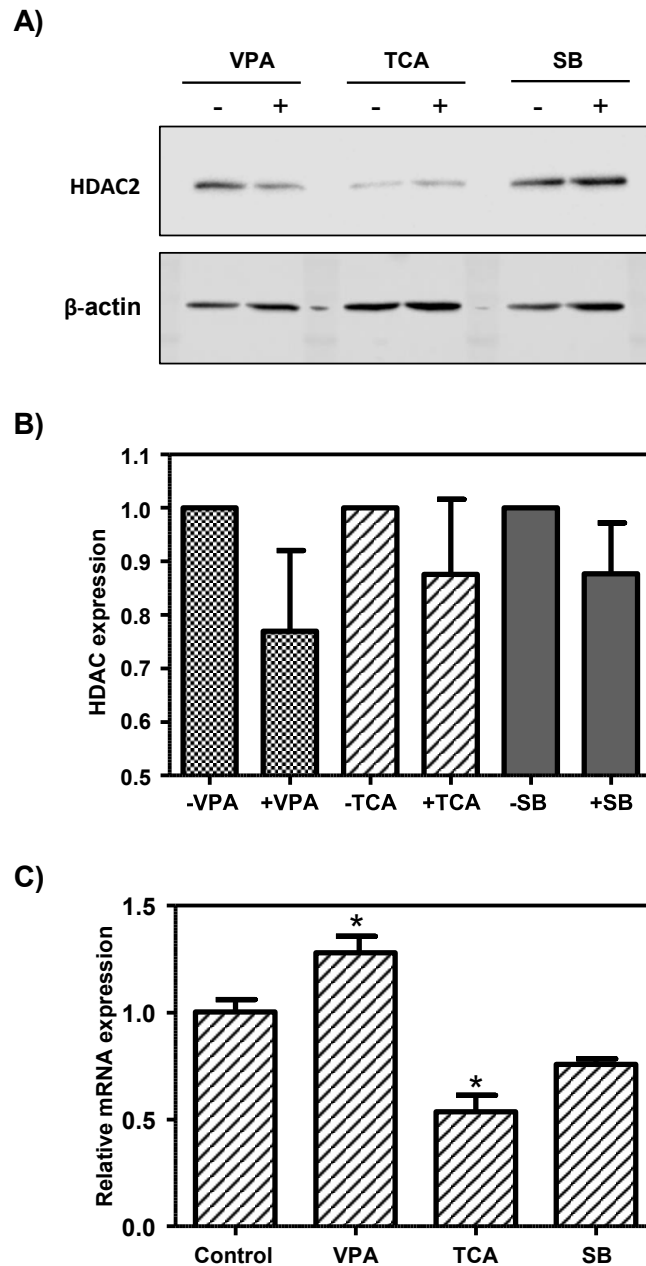 A)
VPA TCA SB
- + - + - +
HDAC2
β-actin
B)
HDAC expression
1.1
1.0
0.9
0.8
0.7
0.6
0.5
-VPA +VPA -TCA +TCA -SB +SB
C)
Relative mRNA expression
1.5
1.0
0.5
0.0
*
*
Control VPA TCA SB